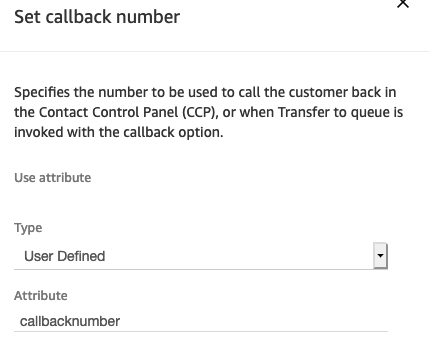 Set callback number
Specifies the number to be used to call the customer back in
the Contact Control Panel (CCP), or when Transfer to queue is
invoked with the callback option.
Use attribute
Type
User Defined
Attribute
callbacknumber